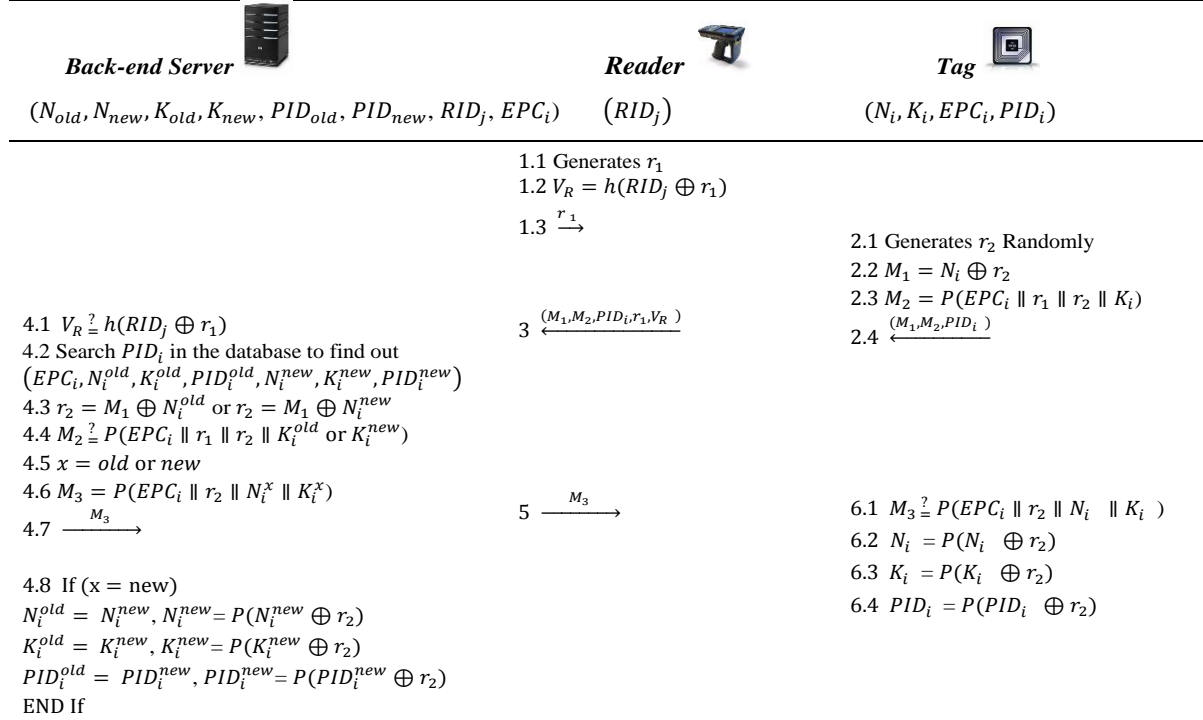 Back-end Server
Reader
Tag
(N_old, N_new, K_old, K_new, PID_old, PID_new, RID_j, EPC_i)
(RID_j)
(N_i, K_i, EPC_i, PID_i)
1.1 Generates r_1
1.2 V_R = h(RID_j ⊕ r_1)
1.3 r_1 →
2.1 Generates r_2 Randomly
2.2 M_1 = N_i ⊕ r_2
2.3 M_2 = P(EPC_i ∥ r_1 ∥ r_2 ∥ K_i)
2.4 (M_1,M_2,PID_i ) ←
3 (M_1,M_2,PID_i,r_1,V_R ) ←
4.1 V_R ≟ h(RID_j ⊕ r_1)
4.2 Search PID_i in the database to find out
(EPC_i, N_i^old, K_i^old, PID_i^old, N_i^new, K_i^new, PID_i^new)
4.3 r_2 = M_1 ⊕ N_i^old or r_2 = M_1 ⊕ N_i^new
4.4 M_2 ≟ P(EPC_i ∥ r_1 ∥ r_2 ∥ K_i^old or K_i^new)
4.5 x = old or new
4.6 M_3 = P(EPC_i ∥ r_2 ∥ N_i^x ∥ K_i^x)
4.7 M_3 →
5 M_3 →
6.1 M_3 ≟ P(EPC_i ∥ r_2 ∥ N_i ∥ K_i )
6.2 N_i = P(N_i ⊕ r_2)
6.3 K_i = P(K_i ⊕ r_2)
6.4 PID_i = P(PID_i ⊕ r_2)
4.8 If (x = new)
N_i^old = N_i^new, N_i^new = P(N_i^new ⊕ r_2)
K_i^old = K_i^new, K_i^new = P(K_i^new ⊕ r_2)
PID_i^old = PID_i^new, PID_i^new = P(PID_i^new ⊕ r_2)
END If